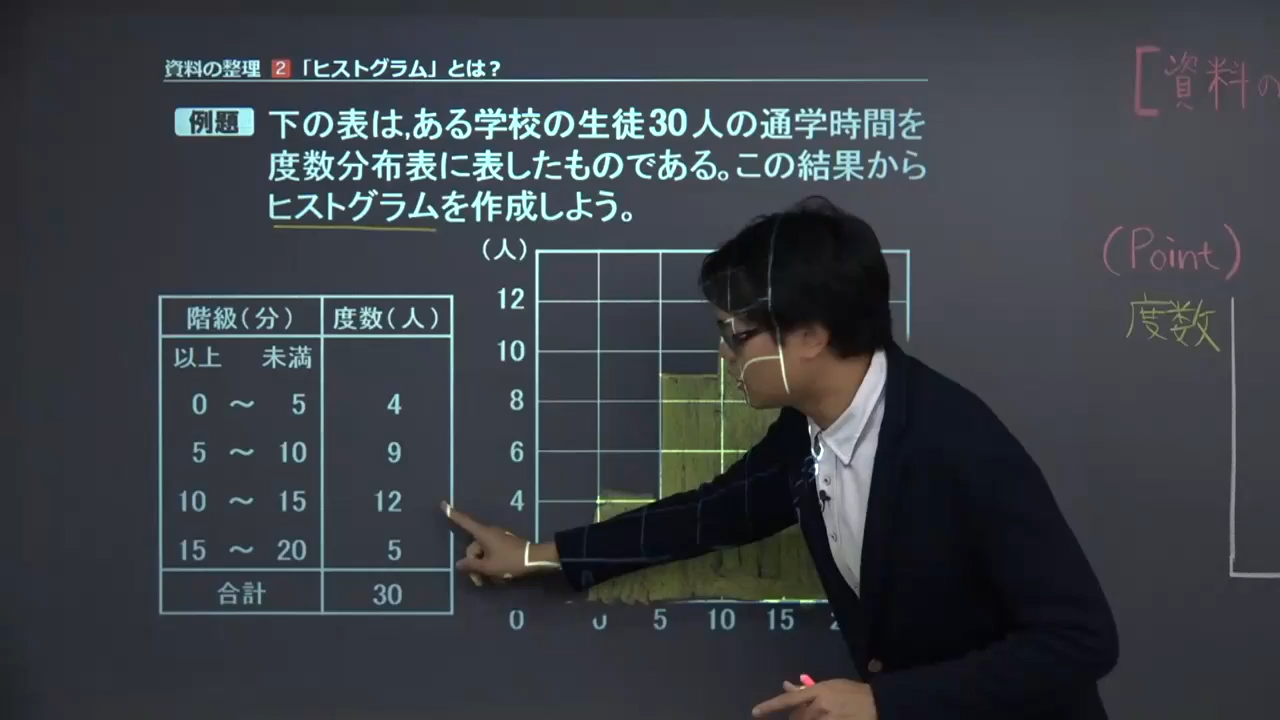 資料の整理 2 「ヒストグラム」とは？
例題 下の表は,ある学校の生徒30人の通学時間を
度数分布表に表したものである。この結果から
ヒストグラムを作成しよう。
階級(分) 度数(人)
以上 未満
0 ～ 5 4
5 ～ 10 9
10 ～ 15 12
15 ～ 20 5
合計 30
(人)
12
10
8
6
4
0 0 5 10 15
[資料の
(Point)
度数